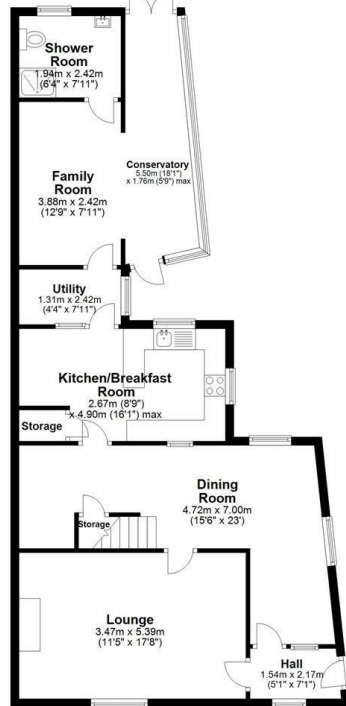 Shower
Room
1.94m x 2.42m
(6'4" x 7'11")
Conservatory
5.50m (18'1")
x 1.76m (5'9") max
Family
Room
3.88m x 2.42m
(12'9" x 7'11")
Utility
1.31m x 2.42m
(4'4" x 7'11")
Kitchen/Breakfast
Room
2.67m (8'9")
x 4.90m (16'1") max
Storage
Dining
Room
4.72m x 7.00m
(15'6" x 23')
Storage
Lounge
3.47m x 5.39m
(11'5" x 17'8")
Hall
1.54m x 2.17m
(5'1" x 7'1")